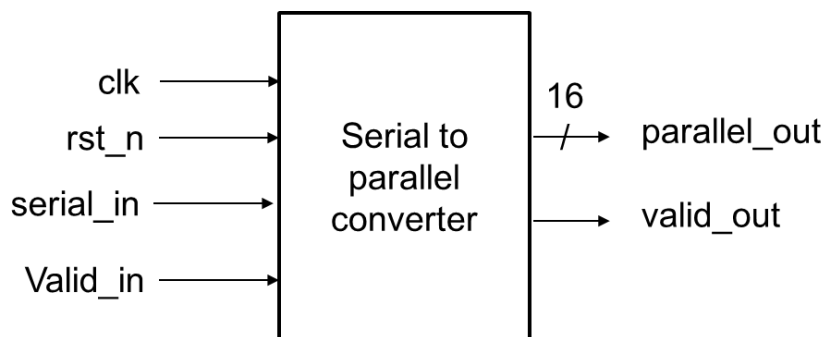 clk
rst_n
serial_in
Valid_in
Serial to
parallel
converter
16
parallel_out
valid_out